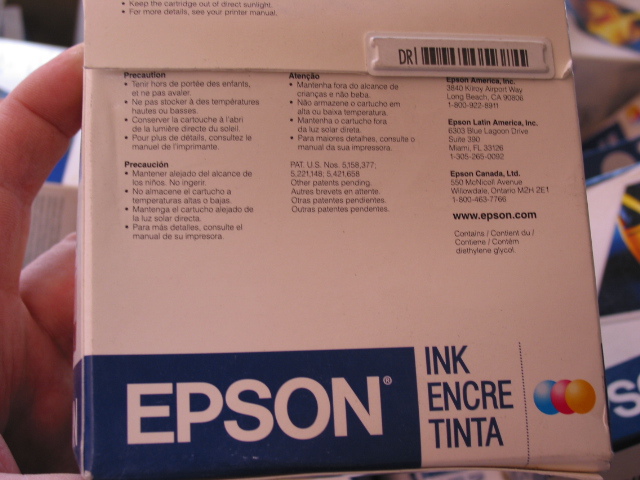 • Keep the cartridge out of direct sunlight.
• For more details, see your printer manual.
DRI
Precaution
• Tenir hors de portée des enfants,
et ne pas avaler.
• Ne pas stocker à des températures
hautes ou basses.
• Conserver la cartouche à l'abri
de la lumière directe du soleil.
• Pour plus de détails, consultez le
manuel de l'imprimante.
Precaución
• Mantener alejado del alcance de
los niños. No ingerir.
• No almacene el cartucho a
temperaturas altas o bajas.
• Mantenga el cartucho alejado de
la luz solar directa.
• Para más detalles, consulte el
manual de su impresora.
Atenção
• Mantenha fora do alcance de
crianças e não beba.
• Não armazene o cartucho em
alta ou baixa temperatura.
• Mantenha o cartucho fora
da luz solar direta.
• Para maiores detalhes, consulte o
manual da sua impressora.
PAT. U.S. Nos. 5,158,377;
5,221,148; 5,421,658
Other patents pending.
Autres brevets en attente.
Otras patentes pendientes.
Outras patentes pendentes.
Epson America, Inc.
3840 Kilroy Airport Way
Long Beach, CA 90806
1-800-922-8911
Epson Latin America, Inc.
6303 Blue Lagoon Drive
Suite 390
Miami, FL 33126
1-305-265-0092
Epson Canada, Ltd.
550 McNicoll Avenue
Willowdale, Ontario M2H 2E1
1-800-463-7766
www.epson.com
Contains / Contient du /
Contiene / Contém
diethylene glycol.
EPSON®
INK
ENCRE
TINTA